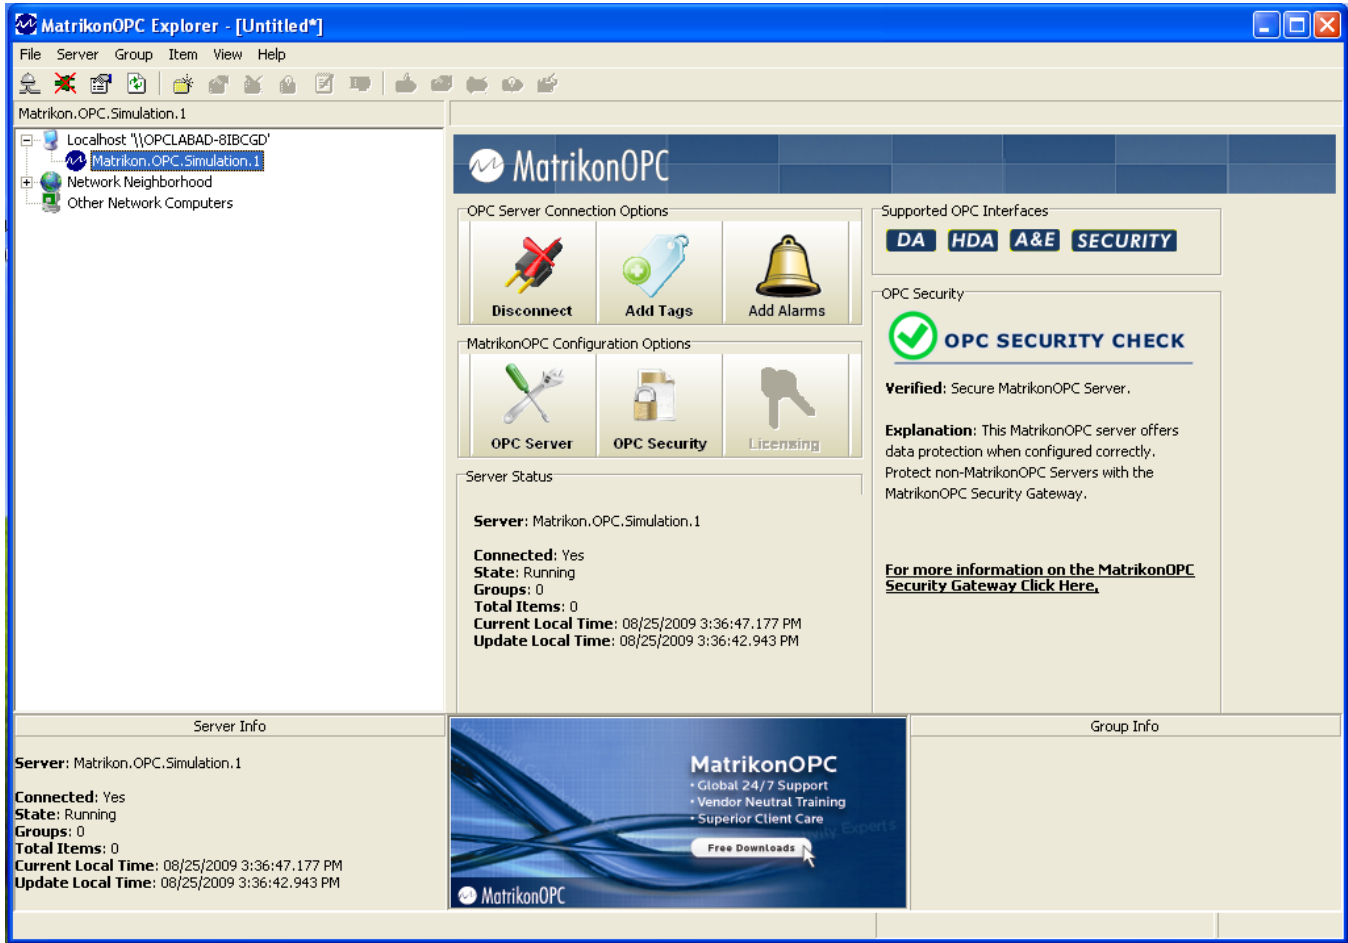 MatrikonOPC Explorer - [Untitled*]
File Server Group Item View Help
Matrikon.OPC.Simulation.1
Localhost "\\OPCLABAD-8IBCGD'
Matrikon.OPC.Simulation.1
Network Neighborhood
Other Network Computers
MatrikonOPC
OPC Server Connection Options
Disconnect
Add Tags
Add Alarms
MatrikonOPC Configuration Options
OPC Server
OPC Security
Licensing
Server Status
Server: Matrikon.OPC.Simulation.1
Connected: Yes
State: Running
Groups: 0
Total Items: 0
Current Local Time: 08/25/2009 3:36:47.177 PM
Update Local Time: 08/25/2009 3:36:42.943 PM
Supported OPC Interfaces
DA HDA A&E SECURITY
OPC Security
OPC SECURITY CHECK
Verified: Secure MatrikonOPC Server.
Explanation: This MatrikonOPC server offers
data protection when configured correctly.
Protect non-MatrikonOPC Servers with the
MatrikonOPC Security Gateway.
For more information on the MatrikonOPC
Security Gateway Click Here,
Server Info
Server: Matrikon.OPC.Simulation.1
Connected: Yes
State: Running
Groups: 0
Total Items: 0
Current Local Time: 08/25/2009 3:36:47.177 PM
Update Local Time: 08/25/2009 3:36:42.943 PM
MatrikonOPC
• Global 24/7 Support
• Vendor Neutral Training
• Superior Client Care
Experts
Free Downloads
MatrikonOPC
Group Info